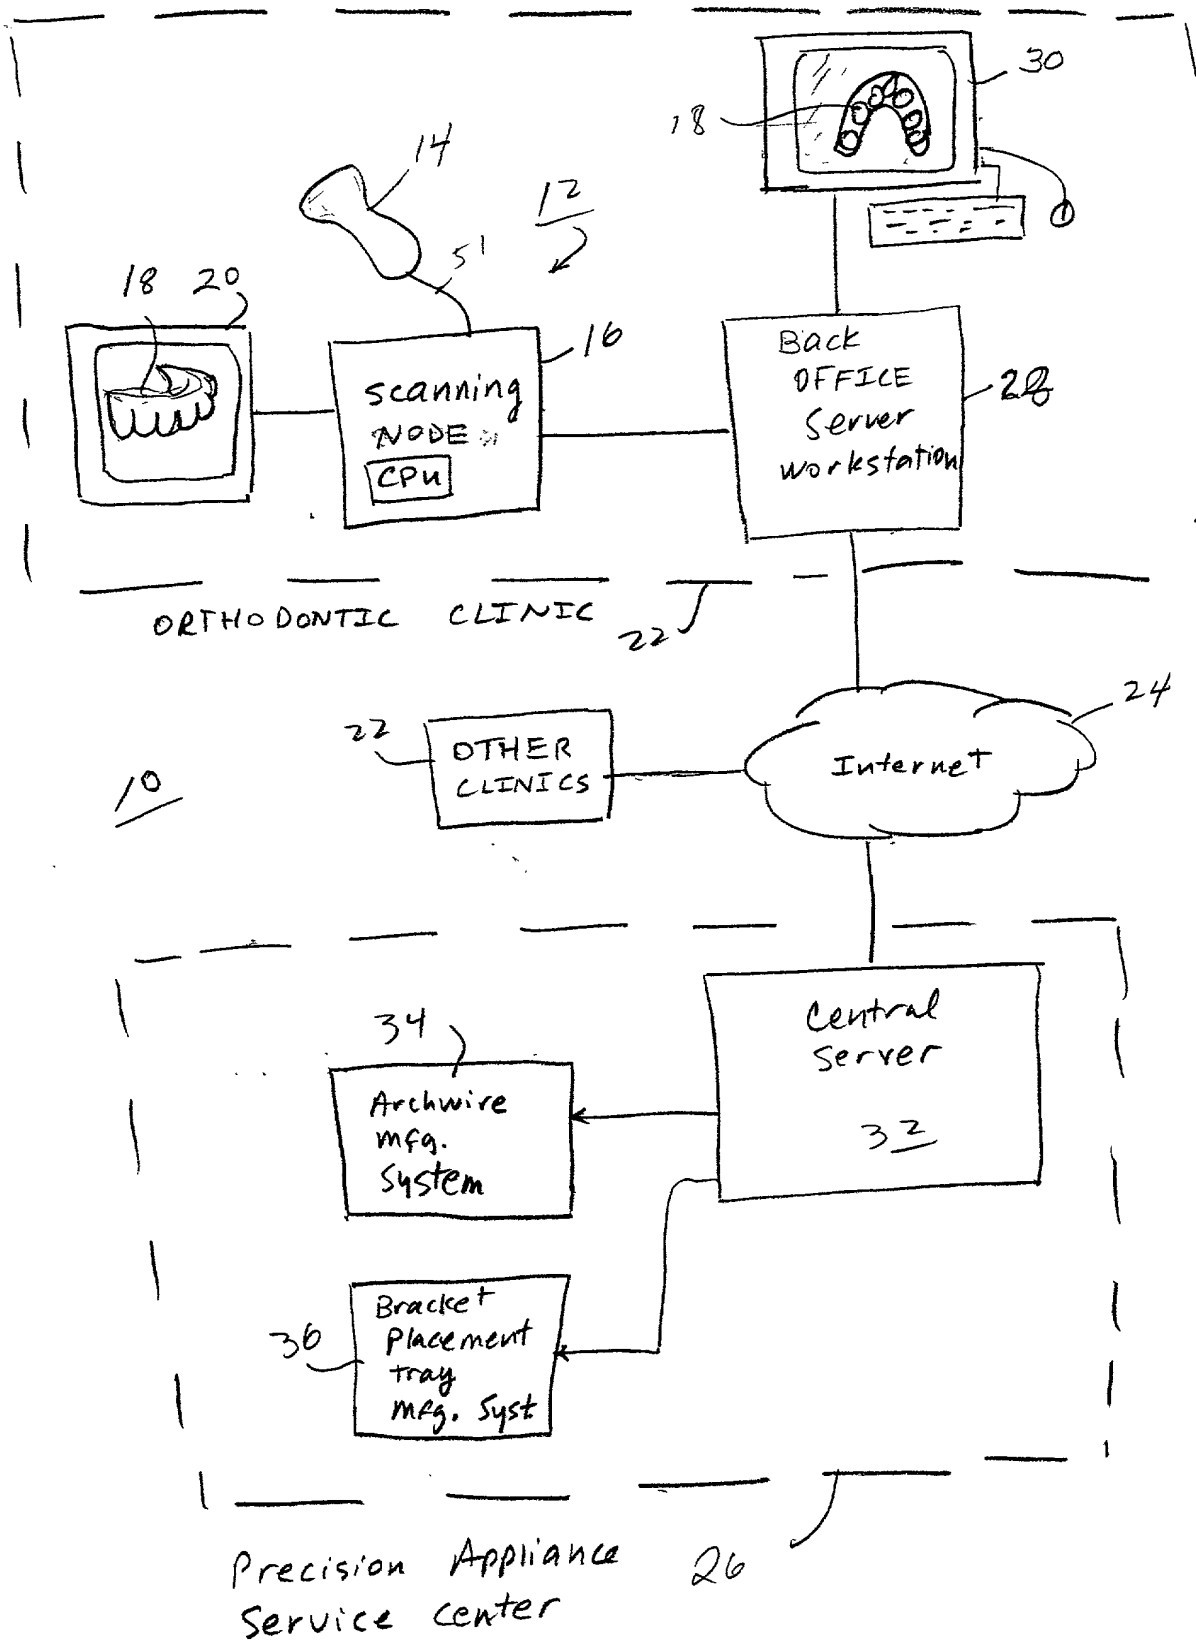 30
18
14
12
51
18 20
16
Scanning
NODE
CPU
Back
OFFICE
Server
Workstation
28
ORTHODONTIC CLINIC
22
24
22
OTHER
CLINICS
Internet
10
34
Central
Server
32
Archwire
mfg.
System
36
Bracket
Placement
tray
mfg. Syst
Precision Appliance
Service center
26